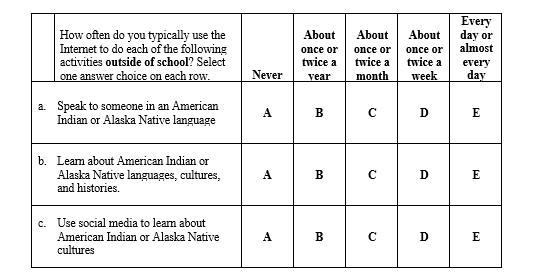 How often do you typically use the
Internet to do each of the following
activities outside of school? Select
one answer choice on each row.
Never
About
once or
twice a
year
About
once or
twice a
month
About
once or
twice a
week
Every
day or
almost
every
day
a. Speak to someone in an American
Indian or Alaska Native language
A B C D E
b. Learn about American Indian or
Alaska Native languages, cultures,
and histories.
A B C D E
c. Use social media to learn about
American Indian or Alaska Native
cultures
A B C D E